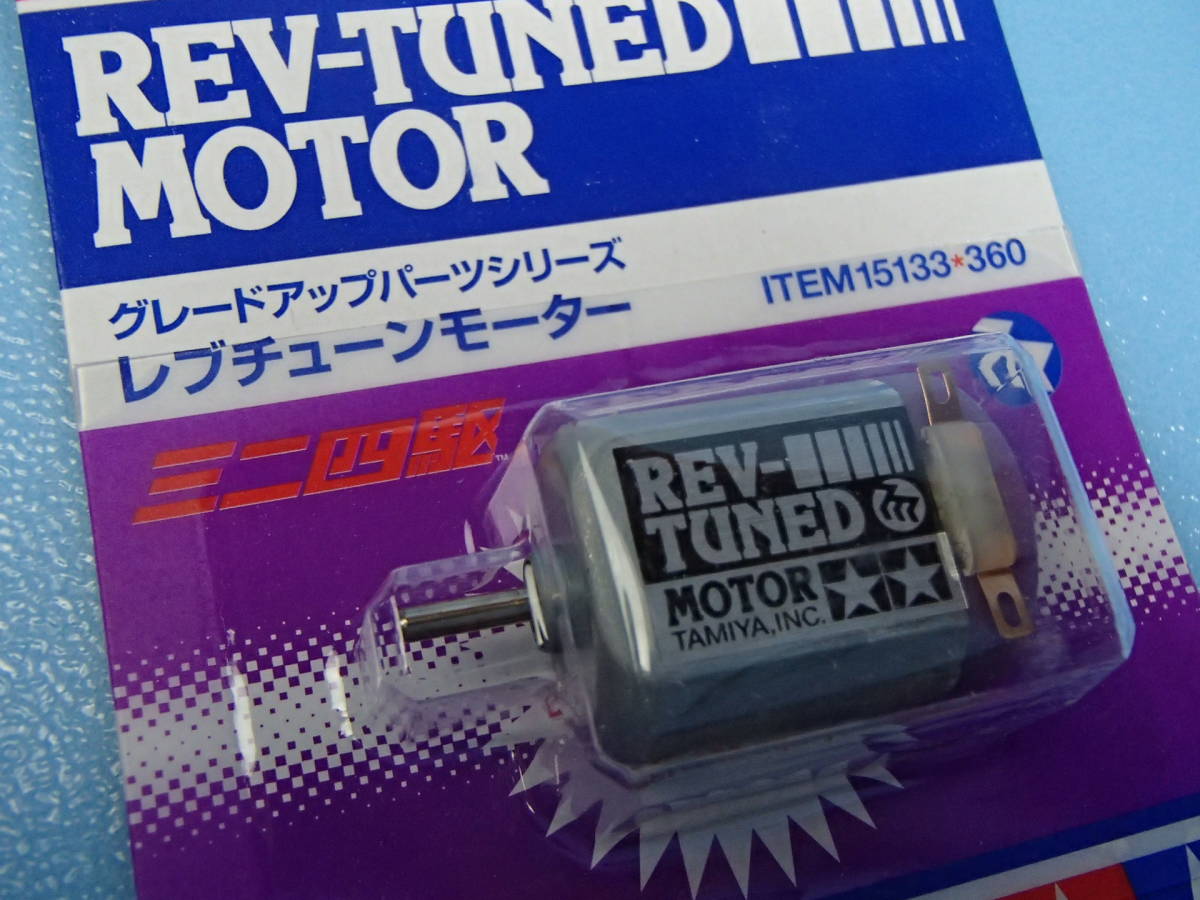 REV-TUNED
MOTOR
グレードアップパーツシリーズ
レブチューンモーター
ITEM15133*360
ミニ四駆™
REV-
TUNED
MOTOR
TAMIYA,INC.